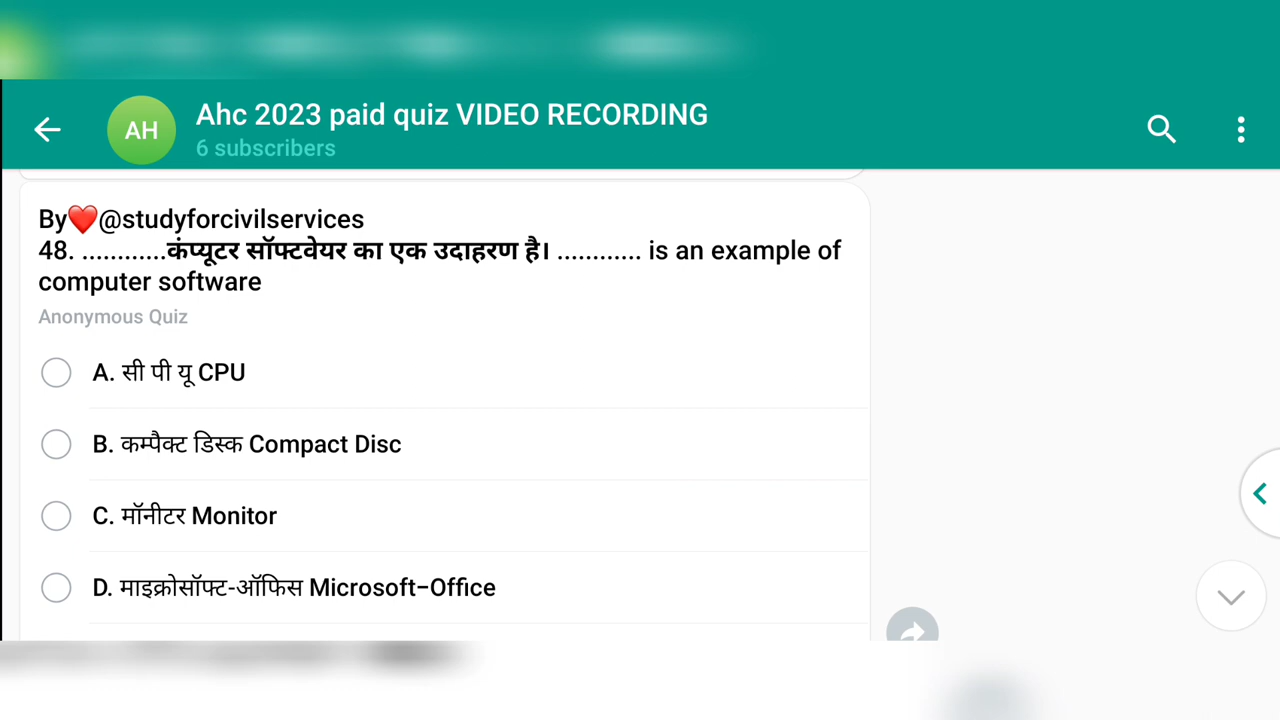 AH
Ahc 2023 paid quiz VIDEO RECORDING
6 subscribers
By❤️@studyforcivilservices
48. ............कंप्यूटर सॉफ्टवेयर का एक उदाहरण है। ............ is an example of
computer software
Anonymous Quiz
A. सी पी यू CPU
B. कम्पैक्ट डिस्क Compact Disc
C. मॉनीटर Monitor
D. माइक्रोसॉफ्ट-ऑफिस Microsoft–Office